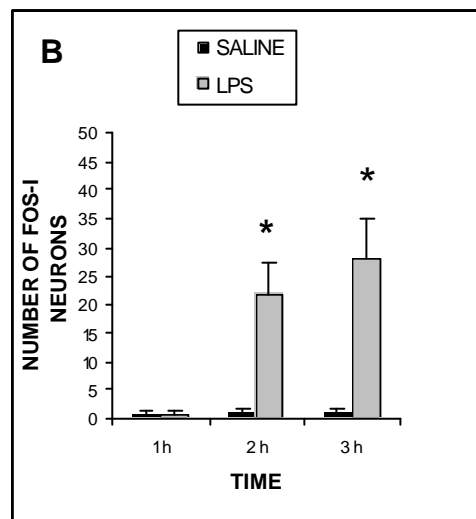 B
SALINE
LPS
NUMBER OF FOS-I
NEURONS
50
45
40
35
30
25
20
15
10
5
0
*
*
1h
2h
3h
TIME